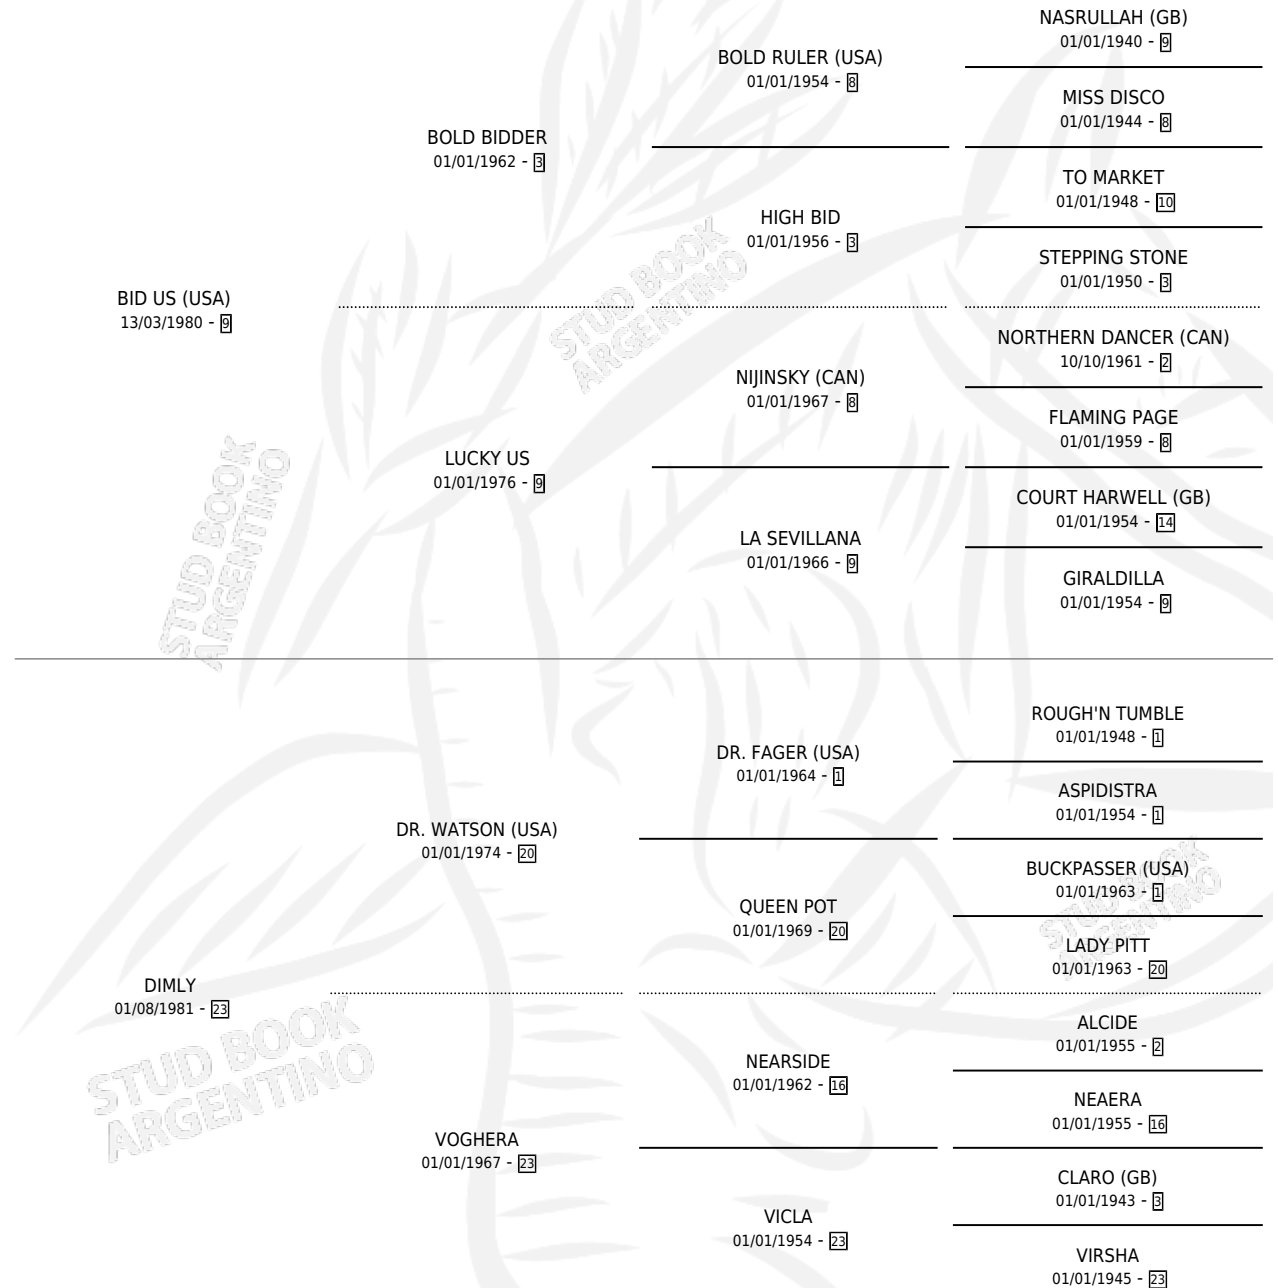 NASRULLAH (GB)
01/01/1940 - 9
BOLD RULER (USA)
01/01/1954 - 8
MISS DISCO
01/01/1944 - 8
BOLD BIDDER
01/01/1962 - 3
TO MARKET
01/01/1948 - 10
HIGH BID
01/01/1956 - 3
STEPPING STONE
01/01/1950 - 3
BID US (USA)
13/03/1980 - 9
NORTHERN DANCER (CAN)
10/10/1961 - 2
NIJINSKY (CAN)
01/01/1967 - 8
FLAMING PAGE
01/01/1959 - 8
LUCKY US
01/01/1976 - 9
COURT HARWELL (GB)
01/01/1954 - 14
LA SEVILLANA
01/01/1966 - 9
GIRALDILLA
01/01/1954 - 9
ROUGH'N TUMBLE
01/01/1948 - 1
DR. FAGER (USA)
01/01/1964 - 1
ASPIDISTRA
01/01/1954 - 1
DR. WATSON (USA)
01/01/1974 - 20
BUCKPASSER (USA)
01/01/1963 - 1
QUEEN POT
01/01/1969 - 20
LADY PITT
01/01/1963 - 20
DIMLY
01/08/1981 - 23
ALCIDE
01/01/1955 - 2
NEARSIDE
01/01/1962 - 16
NEAERA
01/01/1955 - 16
VOGHERA
01/01/1967 - 23
CLARO (GB)
01/01/1943 - 3
VICLA
01/01/1954 - 23
VIRSHA
01/01/1945 - 23
STUD BOOK
ARGENTINO
STUD BOOK
ARGENTINO
STUD BOOK
ARGENTINO
STUD BOOK
ARGENTINO